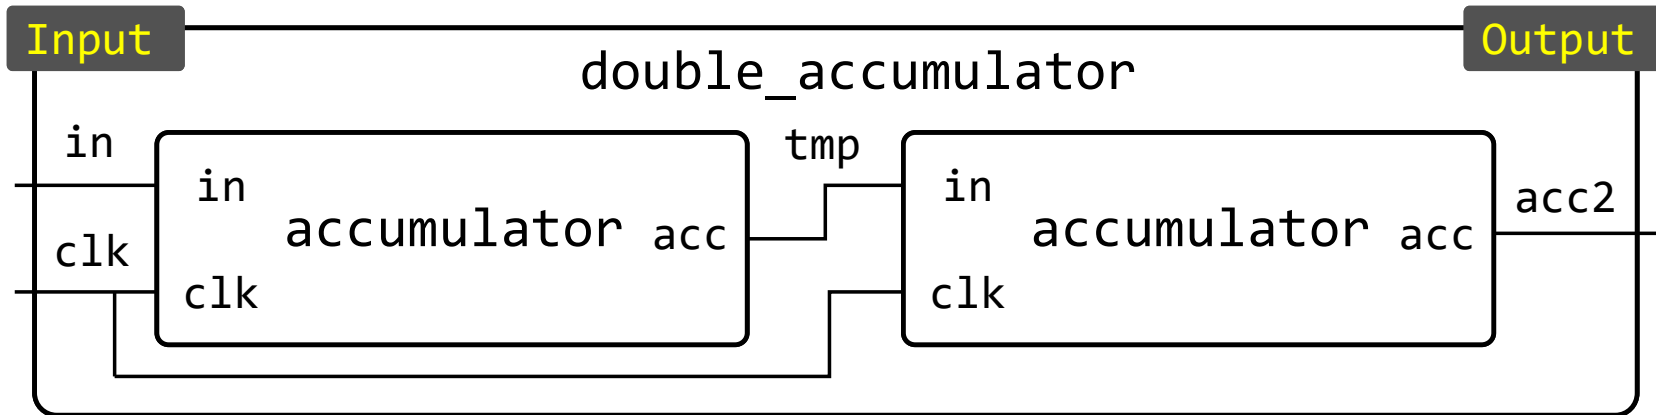 Input
Output
double_accumulator
in
tmp
in
in
acc2
accumulator
acc
accumulator
acc
clk
clk
clk